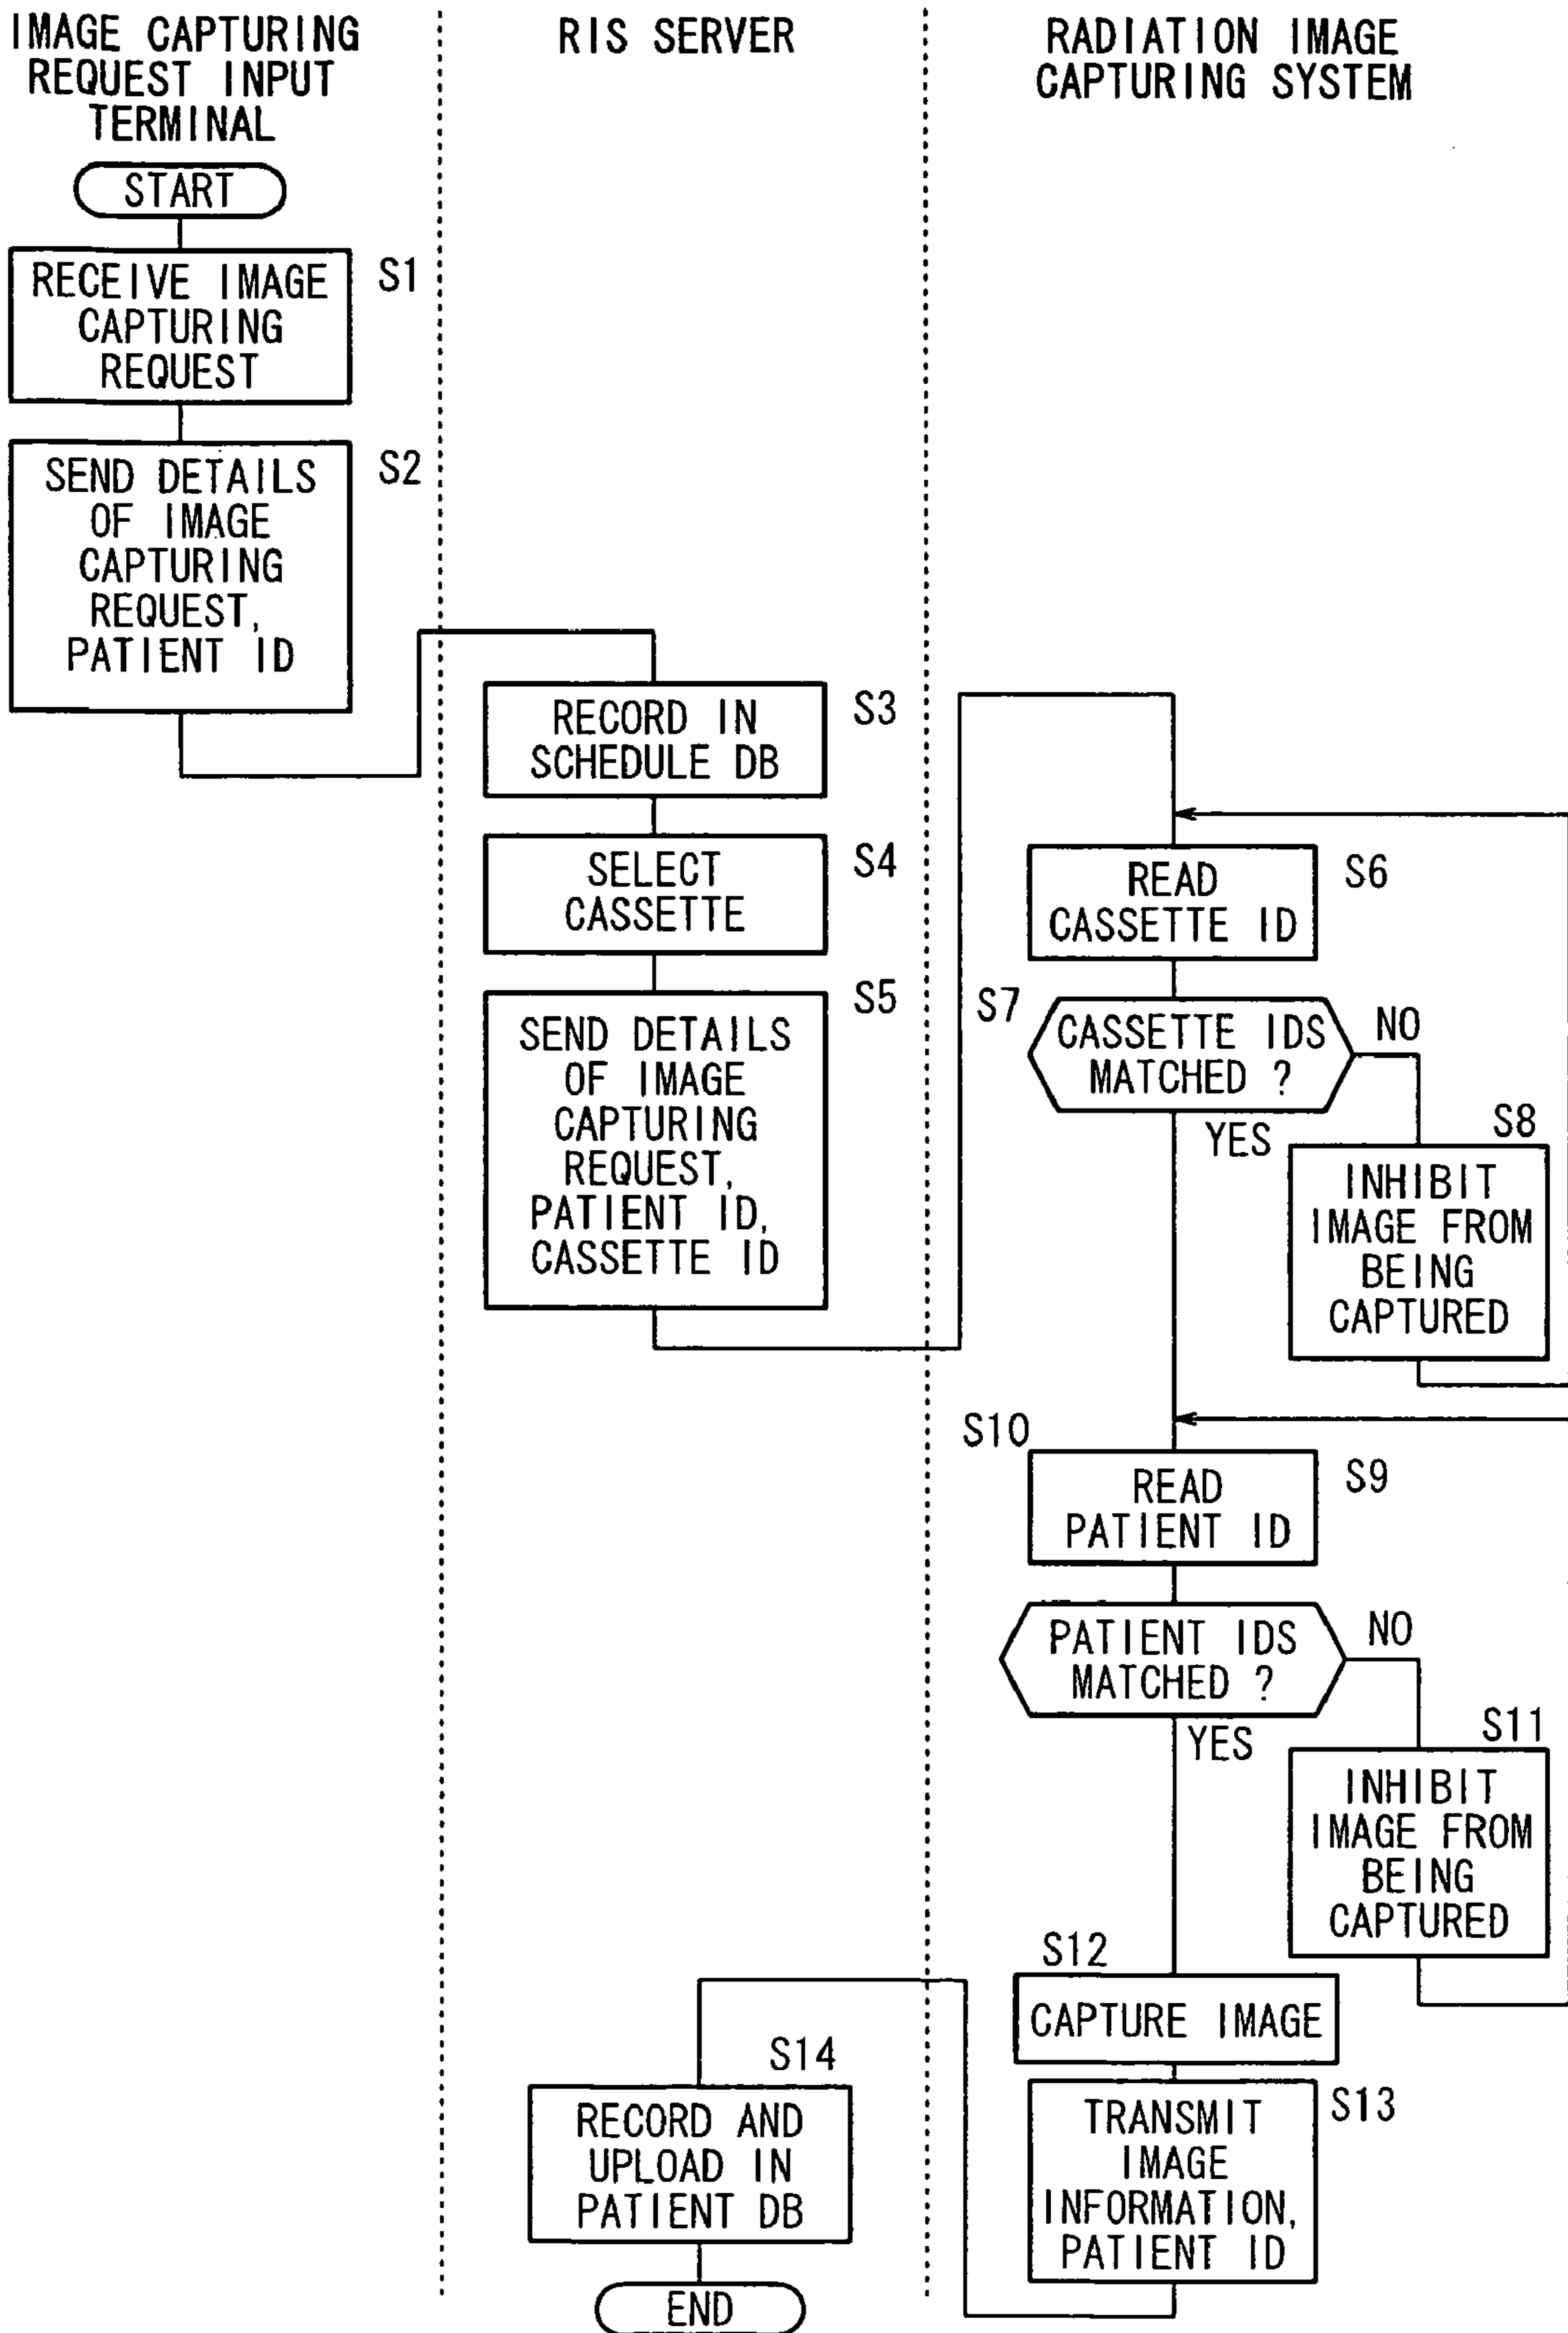 IMAGE CAPTURING
REQUEST INPUT
TERMINAL
RIS SERVER
RADIATION IMAGE
CAPTURING SYSTEM
START
RECEIVE IMAGE
CAPTURING
REQUEST
S1
SEND DETAILS
OF IMAGE
CAPTURING
REQUEST,
PATIENT ID
S2
RECORD IN
SCHEDULE DB
S3
SELECT
CASSETTE
S4
SEND DETAILS
OF IMAGE
CAPTURING
REQUEST,
PATIENT ID,
CASSETTE ID
S5
READ
CASSETTE ID
S6
S7
CASSETTE IDS
MATCHED ?
NO
YES
S8
INHIBIT
IMAGE FROM
BEING
CAPTURED
S10
READ
PATIENT ID
S9
PATIENT IDS
MATCHED ?
NO
YES
S11
INHIBIT
IMAGE FROM
BEING
CAPTURED
S12
CAPTURE IMAGE
TRANSMIT
IMAGE
INFORMATION,
PATIENT ID
S13
S14
RECORD AND
UPLOAD IN
PATIENT DB
END